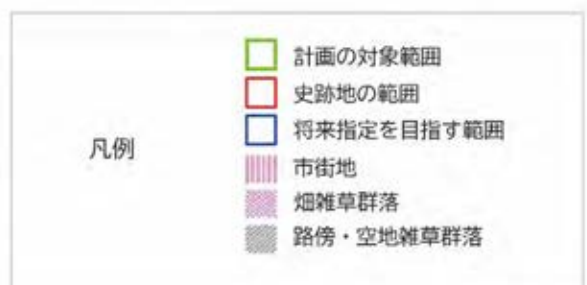 凡例
計画の対象範囲
史跡地の範囲
将来指定を目指す範囲
市街地
畑雑草群落
路傍・空地雑草群落